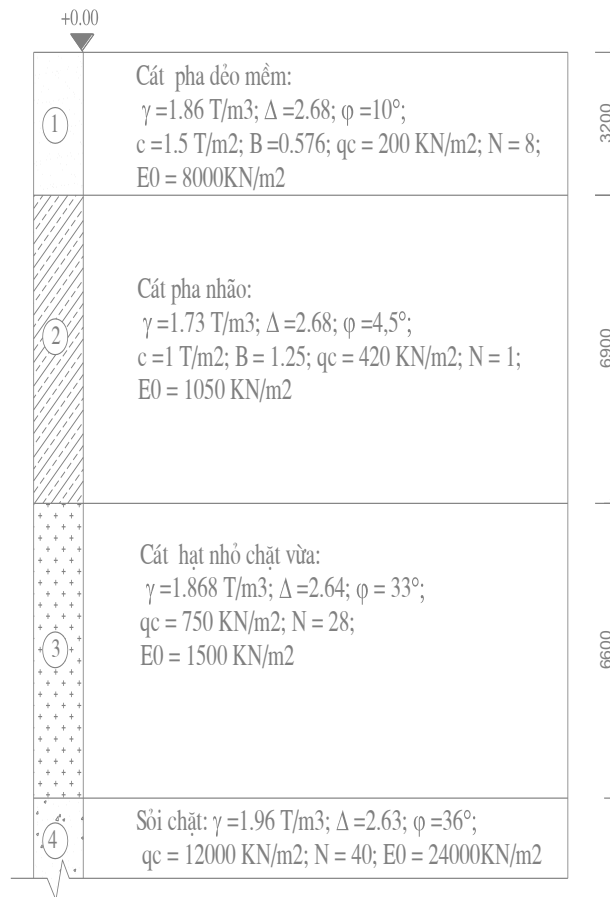 +0.00
Cát pha dẻo mềm:
γ =1.86 T/m3; Δ =2.68; φ =10°;
c =1.5 T/m2; B =0.576; qc = 200 KN/m2; N = 8;
E0 = 8000KN/m2
1
3200
Cát pha nhão:
γ =1.73 T/m3; Δ =2.68; φ =4,5°;
c =1 T/m2; B = 1.25; qc = 420 KN/m2; N = 1;
E0 = 1050 KN/m2
2
6900
Cát hạt nhỏ chặt vừa:
γ =1.868 T/m3; Δ =2.64; φ = 33°;
qc = 750 KN/m2; N = 28;
E0 = 1500 KN/m2
3
6600
Sỏi chặt: γ =1.96 T/m3; Δ =2.63; φ =36°;
qc = 12000 KN/m2; N = 40; E0 = 24000KN/m2
4